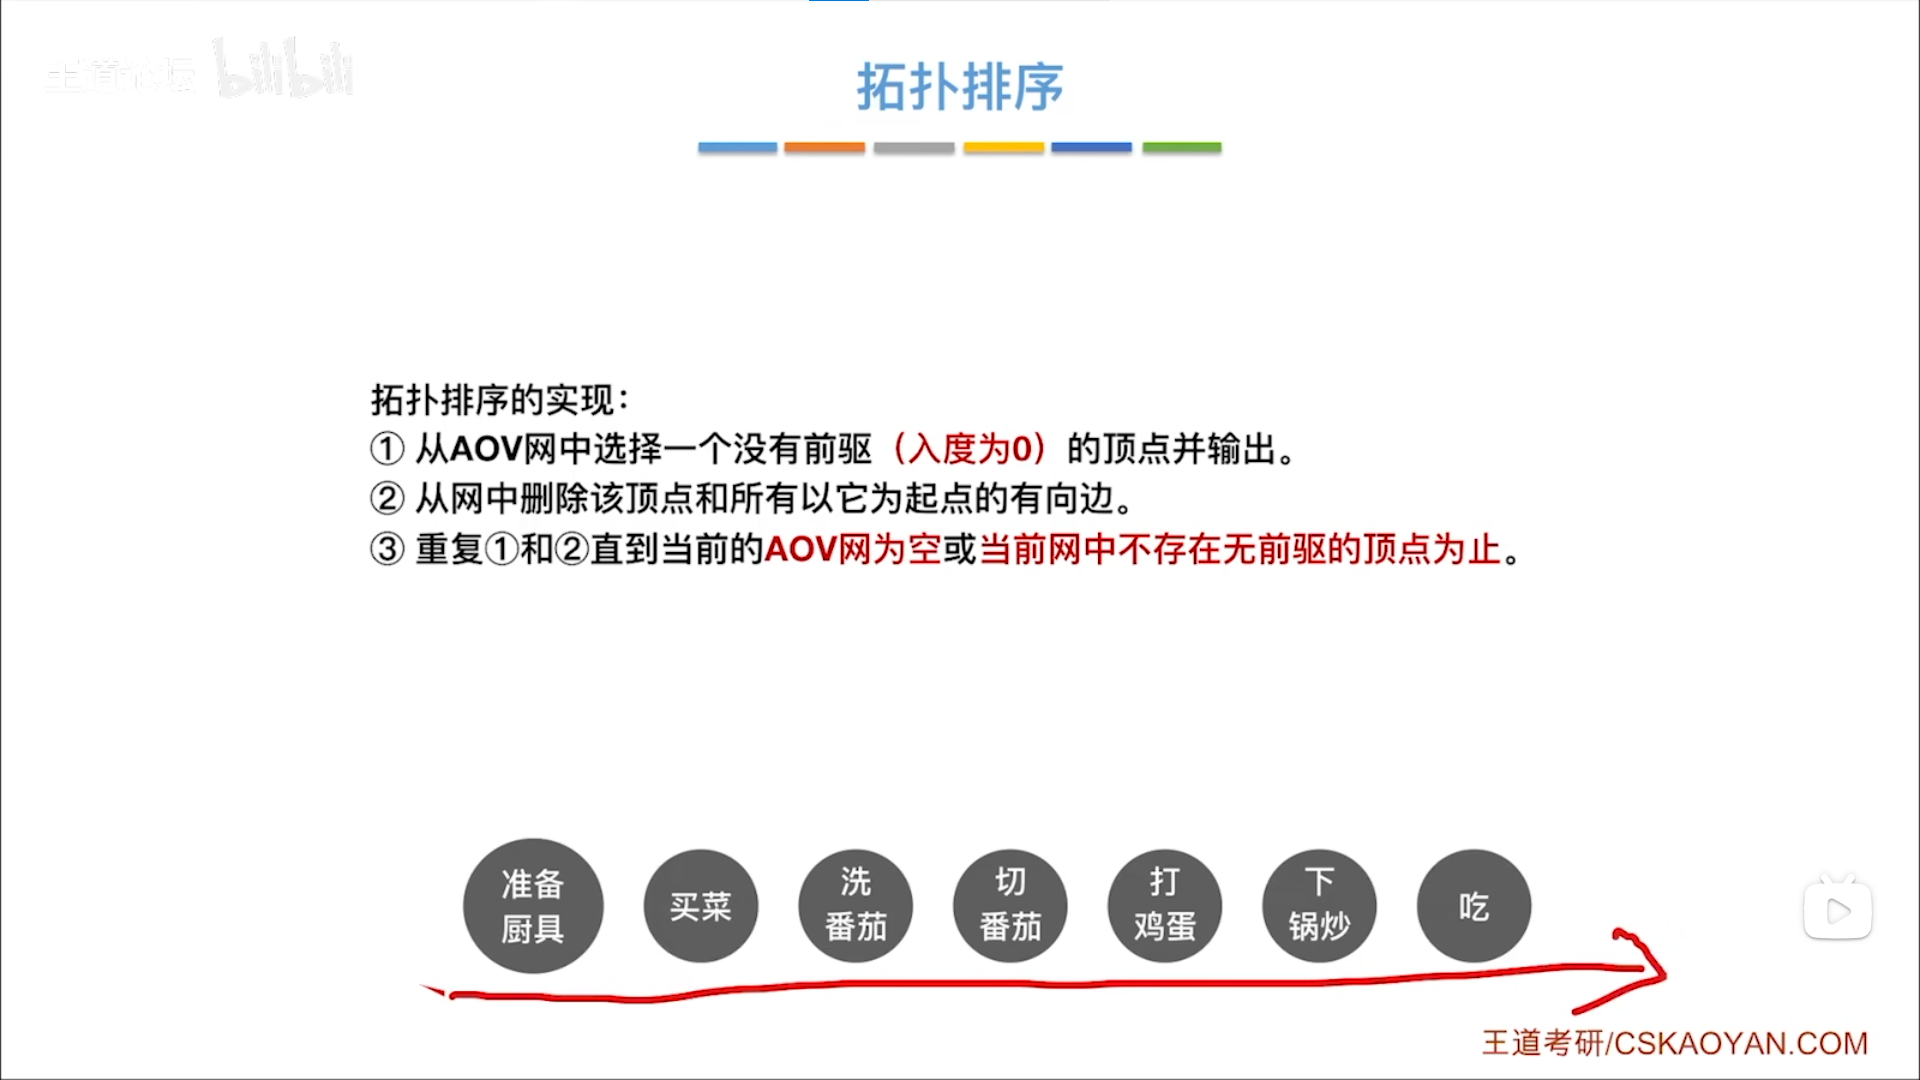 王道论坛 bilibili
拓扑排序
拓扑排序的实现：
① 从AOV网中选择一个没有前驱（入度为0）的顶点并输出。
② 从网中删除该顶点和所有以它为起点的有向边。
③ 重复①和②直到当前的AOV网为空或当前网中不存在无前驱的顶点为止。
准备
厨具
买菜
洗
番茄
切
番茄
打
鸡蛋
下
锅炒
吃
王道考研/CSKAOYAN.COM